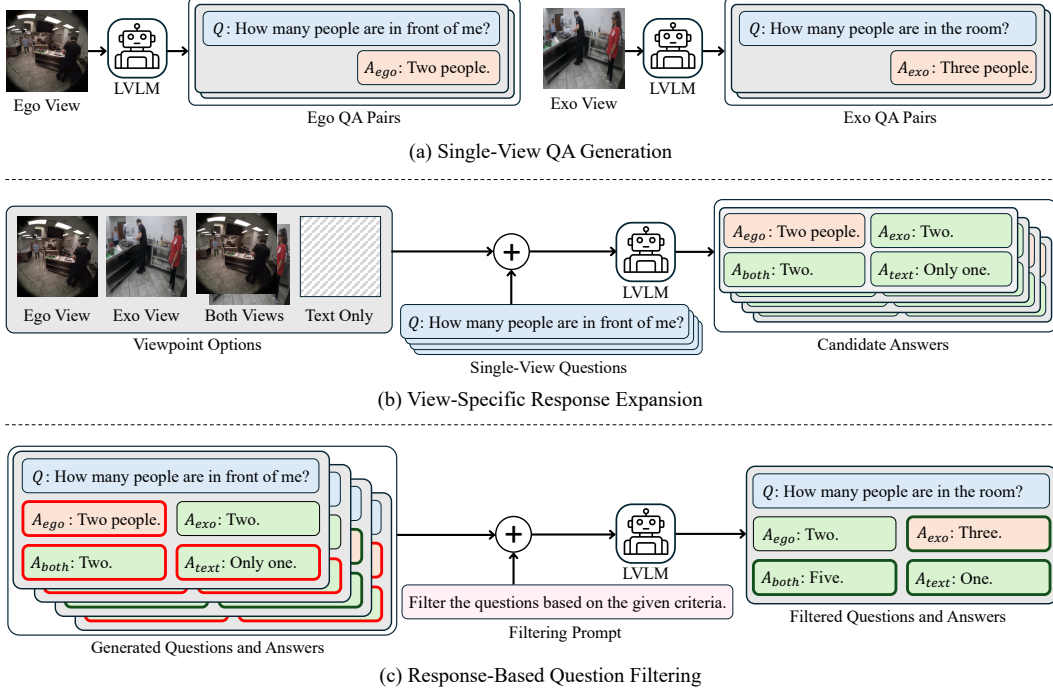 Q: How many people are in front of me?
A_ego: Two people.
LVLM
Ego View
Ego QA Pairs
Q: How many people are in the room?
A_exo: Three people.
LVLM
Exo View
Exo QA Pairs
(a) Single-View QA Generation
Ego View
Exo View
Both Views
Text Only
Viewpoint Options
+
LVLM
Q: How many people are in front of me?
Single-View Questions
A_ego: Two people.
A_exo: Two.
A_both: Two.
A_text: Only one.
Candidate Answers
(b) View-Specific Response Expansion
Q: How many people are in front of me?
A_ego: Two people.
A_exo: Two.
A_both: Two.
A_text: Only one.
Generated Questions and Answers
+
LVLM
Filter the questions based on the given criteria.
Filtering Prompt
Q: How many people are in the room?
A_ego: Two.
A_exo: Three.
A_both: Five.
A_text: One.
Filtered Questions and Answers
(c) Response-Based Question Filtering